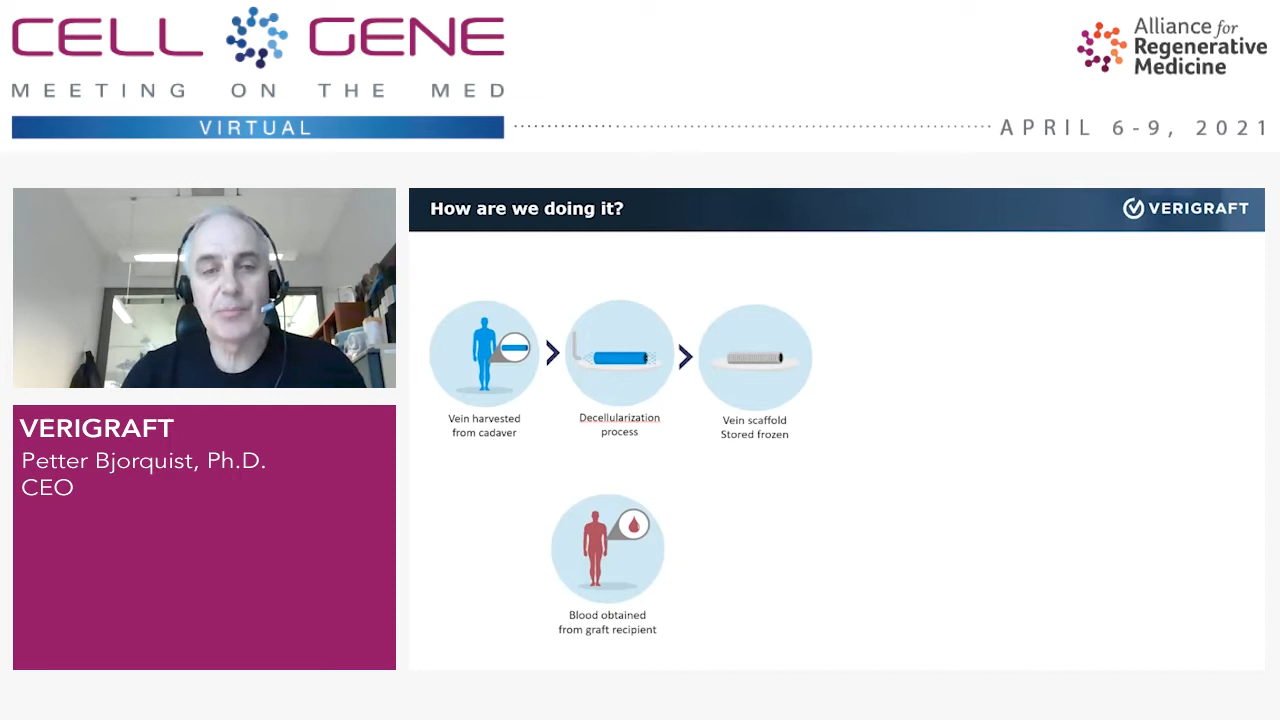 CELL GENE
MEETING ON THE MED
VIRTUAL
APRIL 6-9, 2021
Alliance for
Regenerative
Medicine
How are we doing it?
VERIGRAFT
Vein harvested
from cadaver
Decellularization
process
Vein scaffold
Stored frozen
Blood obtained
from graft recipient
VERIGRAFT
Petter Bjorquist, Ph.D.
CEO